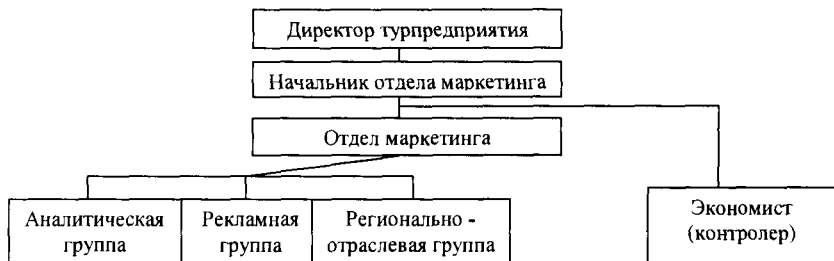 Директор турпредприятия
Начальник отдела маркетинга
Отдел маркетинга
Аналитическая
группа
Рекламная
группа
Регионально -
отраслевая группа
Экономист
(контролер)